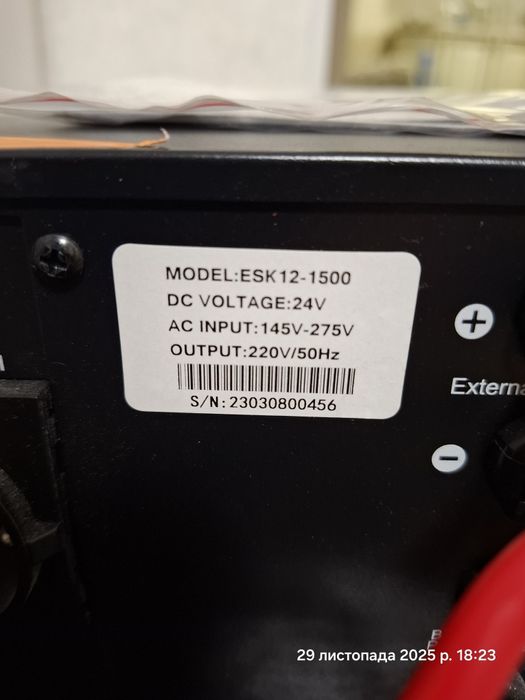 MODEL:ESK12-1500
DC VOLTAGE:24V
AC INPUT:145V-275V
OUTPUT:220V/50Hz
S/N:23030800456
+
Externa
-
29 листопада 2025 р. 18:23